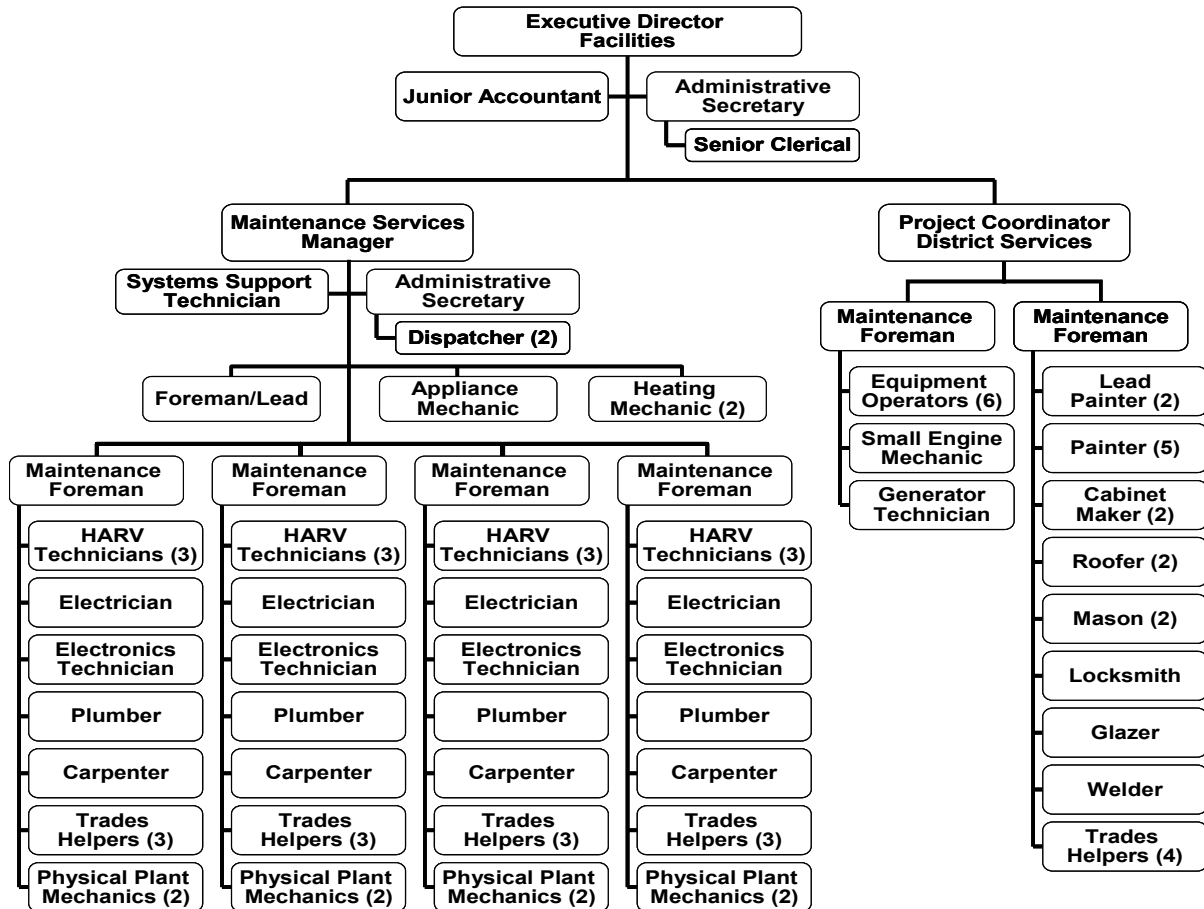 Executive Director
Facilities
Junior Accountant
Administrative
Secretary
Senior Clerical
Maintenance Services
Manager
Project Coordinator
District Services
Systems Support
Technician
Administrative
Secretary
Dispatcher (2)
Foreman/Lead
Appliance
Mechanic
Heating
Mechanic (2)
Maintenance
Foreman
HARV
Technicians (3)
Electrician
Electronics
Technician
Plumber
Carpenter
Trades
Helpers (3)
Physical Plant
Mechanics (2)
Maintenance
Foreman
HARV
Technicians (3)
Electrician
Electronics
Technician
Plumber
Carpenter
Trades
Helpers (3)
Physical Plant
Mechanics (2)
Maintenance
Foreman
HARV
Technicians (3)
Electrician
Electronics
Technician
Plumber
Carpenter
Trades
Helpers (3)
Physical Plant
Mechanics (2)
Maintenance
Foreman
HARV
Technicians (3)
Electrician
Electronics
Technician
Plumber
Carpenter
Trades
Helpers (3)
Physical Plant
Mechanics (2)
Maintenance
Foreman
Equipment
Operators (6)
Small Engine
Mechanic
Generator
Technician
Maintenance
Foreman
Lead
Painter (2)
Painter (5)
Cabinet
Maker (2)
Roofer (2)
Mason (2)
Locksmith
Glazer
Welder
Trades
Helpers (4)